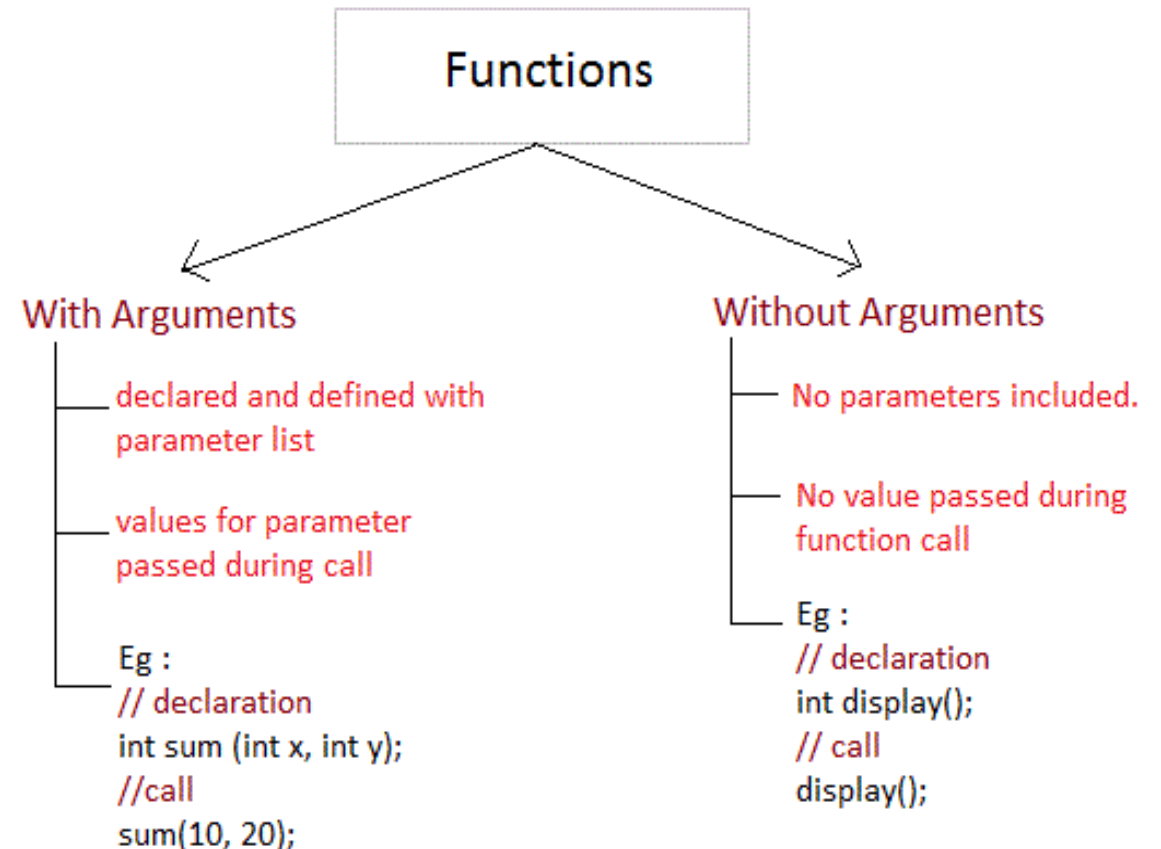 Functions
With Arguments
declared and defined with
parameter list
values for parameter
passed during call
Eg :
// declaration
int sum (int x, int y);
//call
sum(10, 20);
Without Arguments
No parameters included.
No value passed during
function call
Eg :
// declaration
int display();
// call
display();